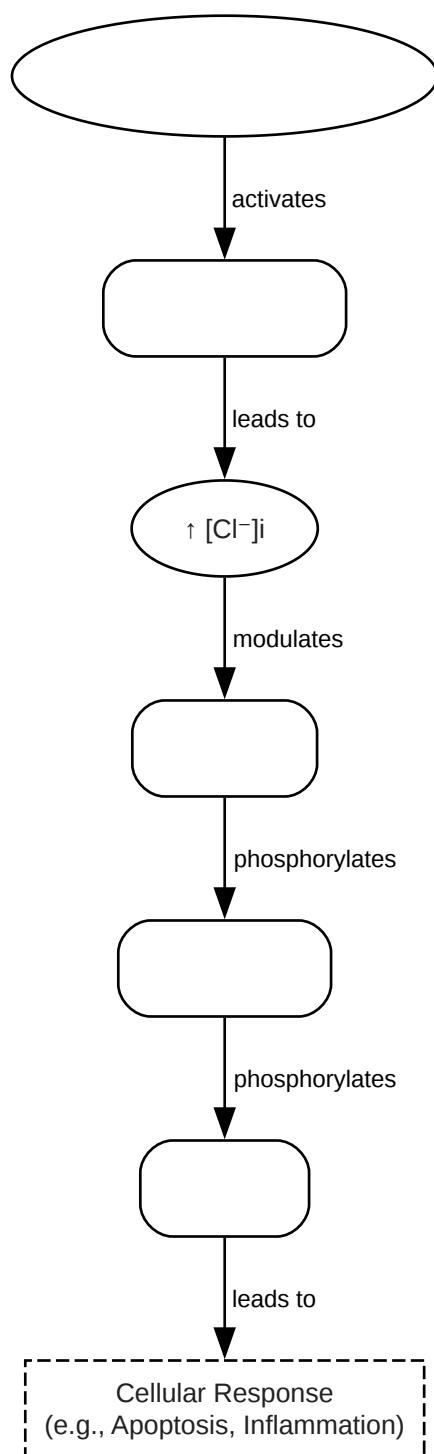 activates
leads to
↑ [Cl⁻]i
modulates
phosphorylates
phosphorylates
leads to
Cellular Response
(e.g., Apoptosis, Inflammation)